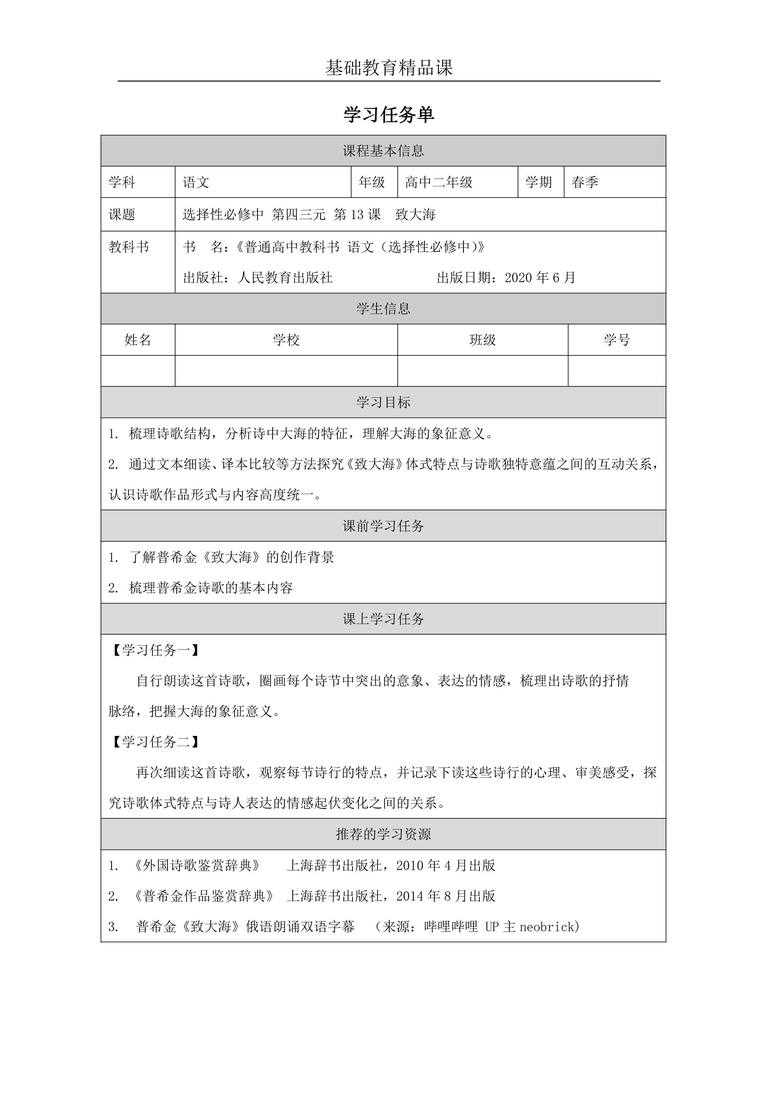 基础教育精品课
学习任务单
课程基本信息
学科 语文 年级 高中二年级 学期 春季
课题 选择性必修中 第四三元 第13课 致大海
教科书 书 名：《普通高中教科书 语文（选择性必修中）》
出版社：人民教育出版社 出版日期：2020年6月
学生信息
姓名 学校 班级 学号
学习目标
1. 梳理诗歌结构，分析诗中大海的特征，理解大海的象征意义。
2. 通过文本细读、译本比较等方法探究《致大海》体式特点与诗歌独特意蕴之间的互动关系，
认识诗歌作品形式与内容高度统一。
课前学习任务
1. 了解普希金《致大海》的创作背景
2. 梳理普希金诗歌的基本内容
课上学习任务
【学习任务一】
自行朗读这首诗歌，圈画每个诗节中突出的意象、表达的情感，梳理出诗歌的抒情
脉络，把握大海的象征意义。
【学习任务二】
再次细读这首诗歌，观察每节诗行的特点，并记录下读这些诗行的心理、审美感受，探
究诗歌体式特点与诗人表达的情感起伏变化之间的关系。
推荐的学习资源
1. 《外国诗歌鉴赏辞典》 上海辞书出版社，2010年4月出版
2. 《普希金作品鉴赏辞典》 上海辞书出版社，2014年8月出版
3. 普希金《致大海》俄语朗诵双语字幕 （来源：哔哩哔哩 UP主neobrick)